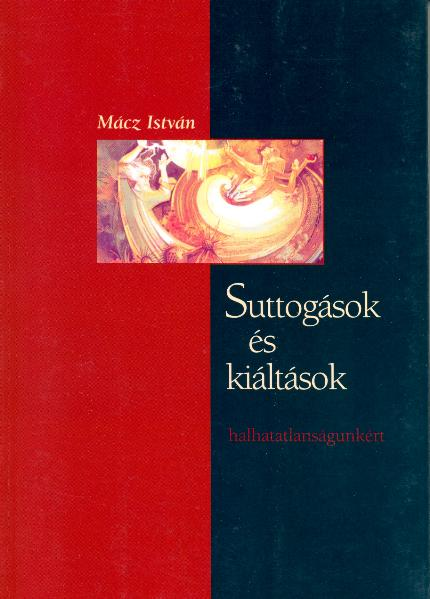 Mácz István
Suttogások
és
kiáltások
halhatatlanságunkért